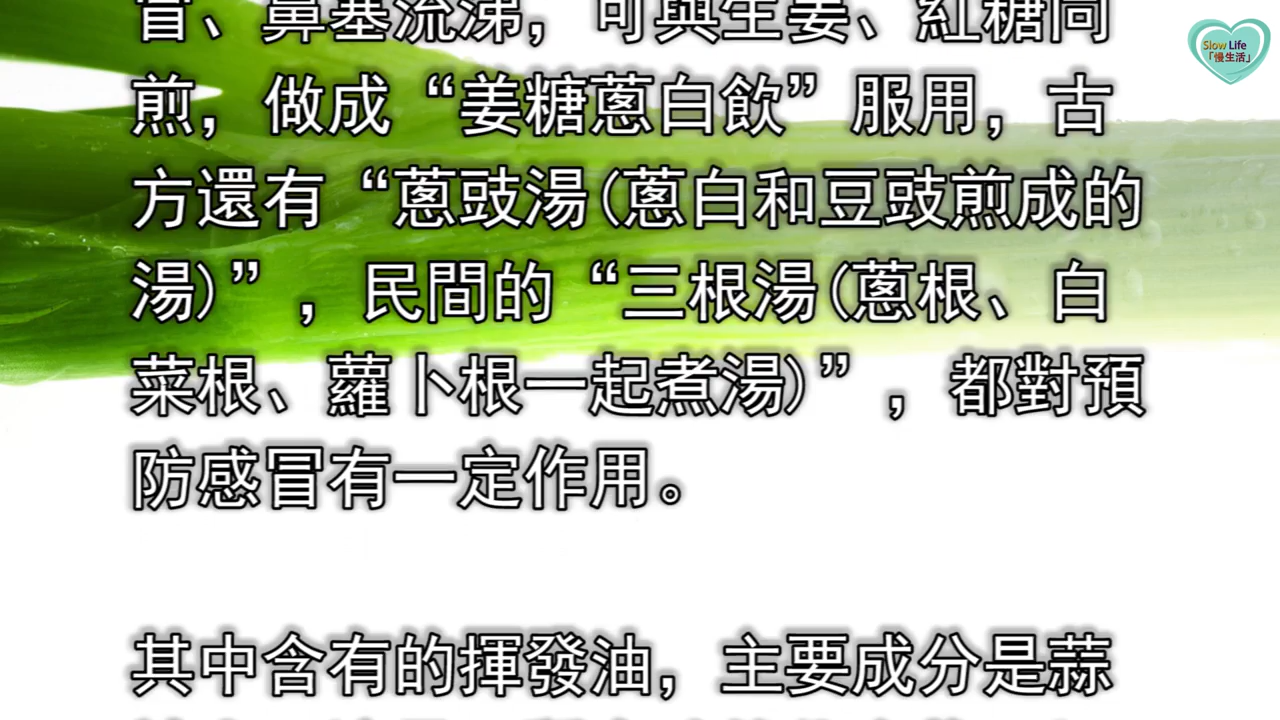 冒、鼻塞流涕，可與生姜、紅糖同
煎，做成“姜糖蔥白飲”服用，古
方還有“蔥豉湯(蔥白和豆豉煎成的
湯)”，民間的“三根湯(蔥根、白
菜根、蘿卜根一起煮湯)”，都對預
防感冒有一定作用。
其中含有的揮發油，主要成分是蒜
Slow Life
「慢生活」